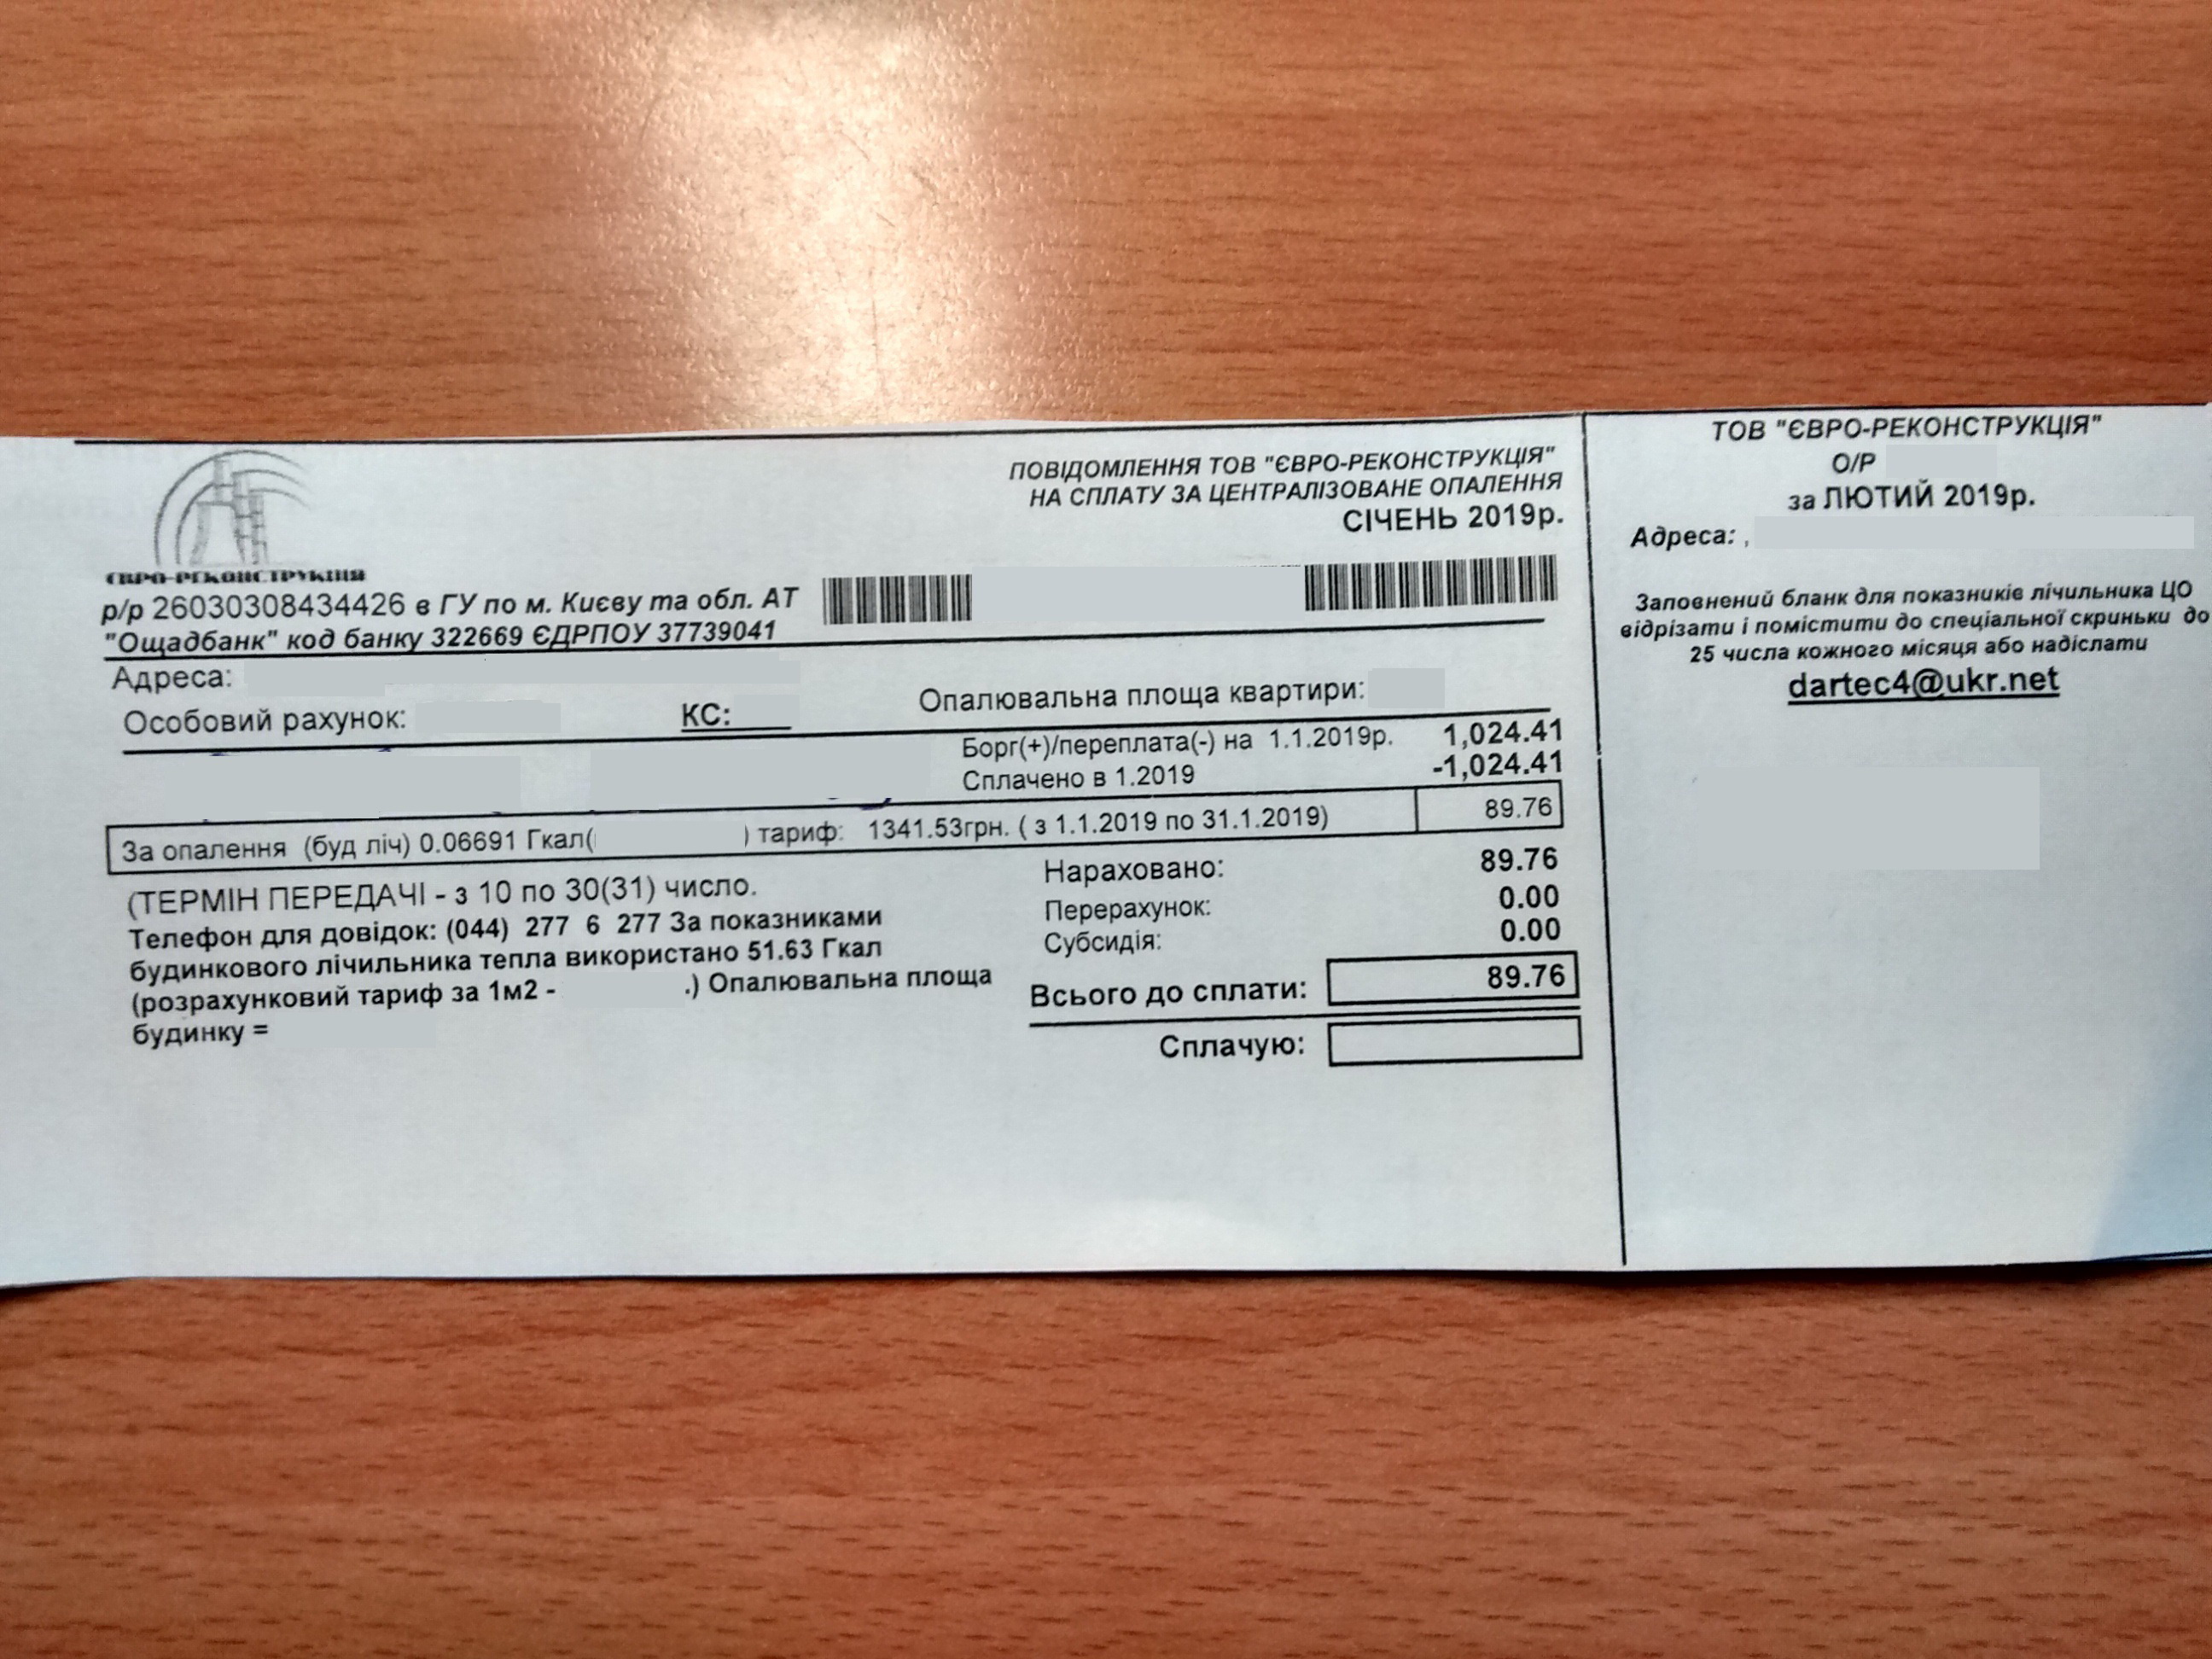 ЄВРО-РЕКОНСТРУКЦІЯ
ПОВІДОМЛЕННЯ ТОВ "ЄВРО-РЕКОНСТРУКЦІЯ"
НА СПЛАТУ ЗА ЦЕНТРАЛІЗОВАНЕ ОПАЛЕННЯ
СІЧЕНЬ 2019р.
р/р 26030308434426 в ГУ по м. Києву та обл. АТ
"Ощадбанк" код банку 322669 ЄДРПОУ 37739041
Адреса:
Особовий рахунок: КС: Опалювальна площа квартири:
Борг(+)/переплата(-) на 1.1.2019р. 1,024.41
Сплачено в 1.2019 -1,024.41
За опалення (буд ліч) 0.06691 Гкал( ) тариф: 1341.53грн. ( з 1.1.2019 по 31.1.2019) 89.76
(ТЕРМІН ПЕРЕДАЧІ - з 10 по 30(31) число.
Телефон для довідок: (044) 277 6 277 За показниками
будинкового лічильника тепла використано 51.63 Гкал
(розрахунковий тариф за 1м2 - .) Опалювальна площа
будинку =
Нараховано: 89.76
Перерахунок: 0.00
Субсидія: 0.00
Всього до сплати: 89.76
Сплачую:
ТОВ "ЄВРО-РЕКОНСТРУКЦІЯ"
О/Р
за ЛЮТИЙ 2019р.
Адреса: ,
Заповнений бланк для показників лічильника ЦО
відрізати і помістити до спеціальної скриньки до
25 числа кожного місяця або надіслати
dartec4@ukr.net